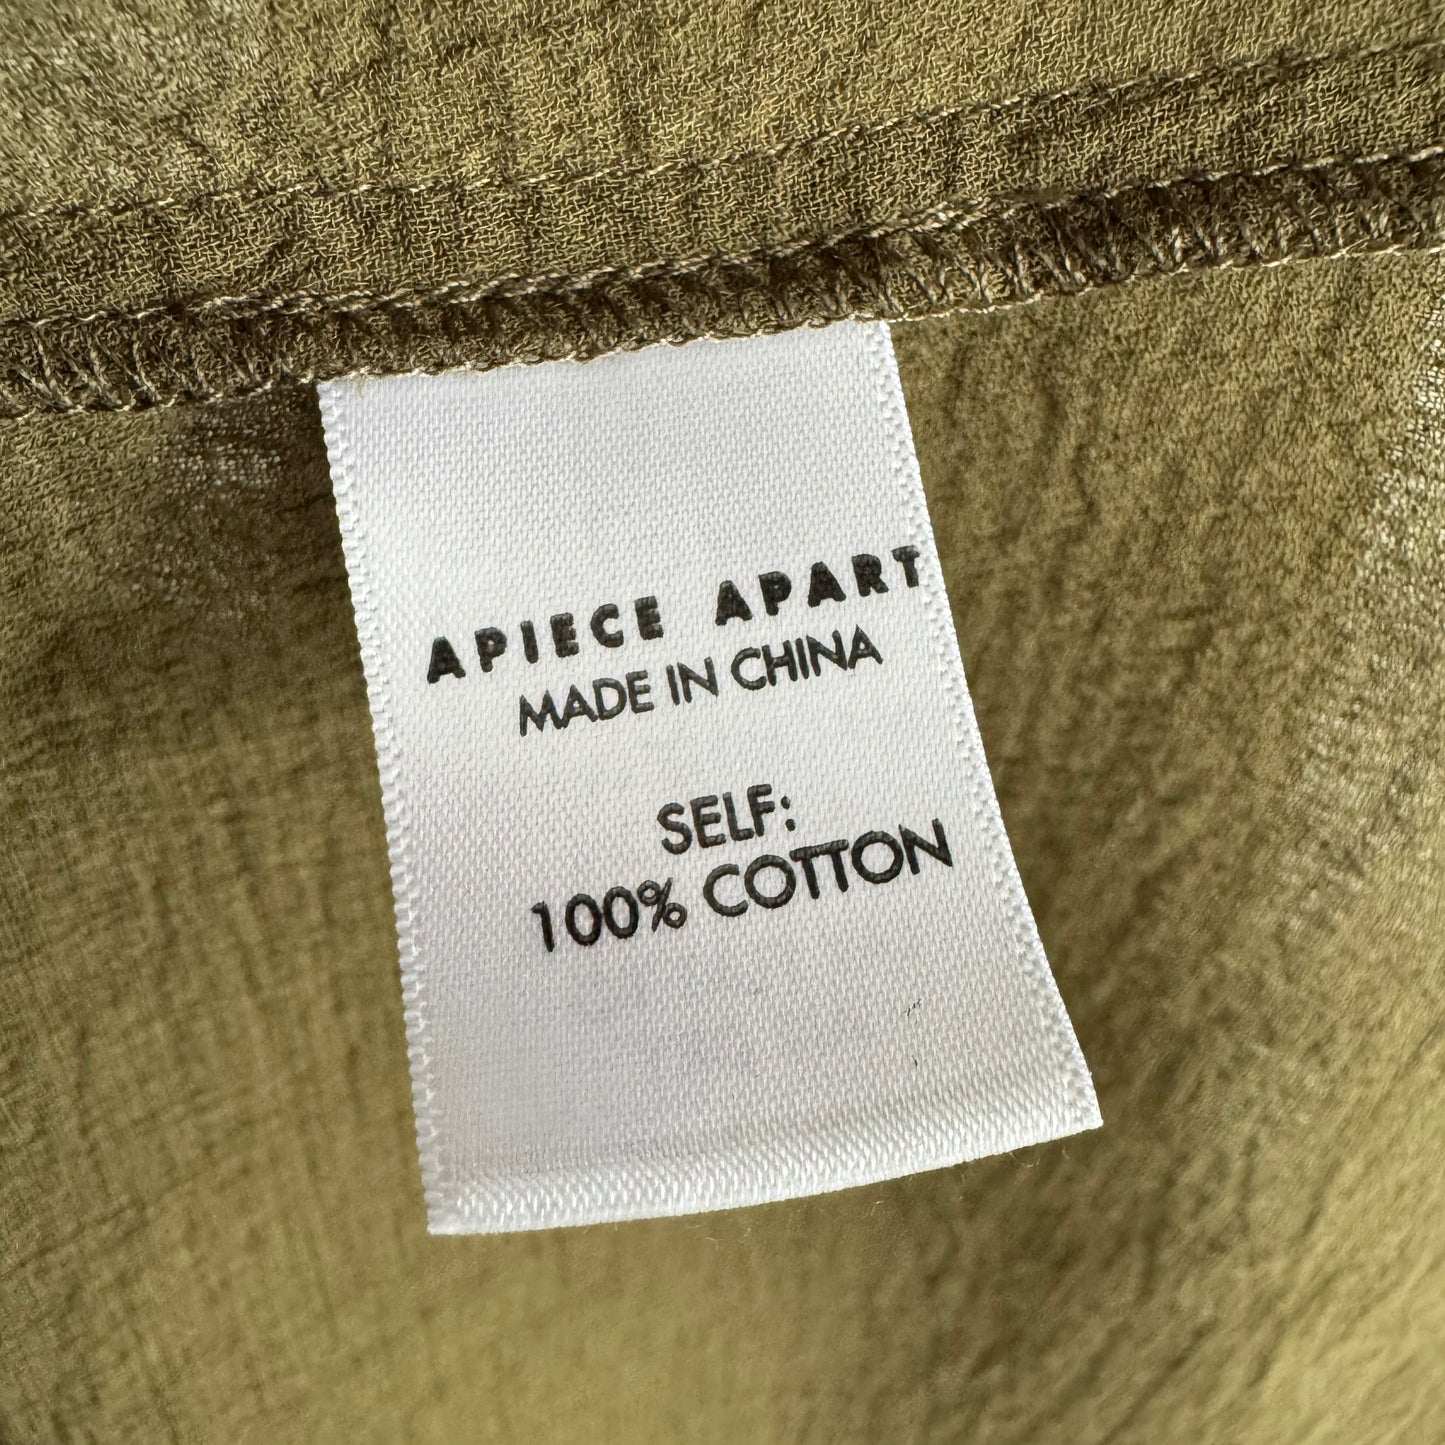 APIECE APART
MADE IN CHINA
SELF:
100% COTTON